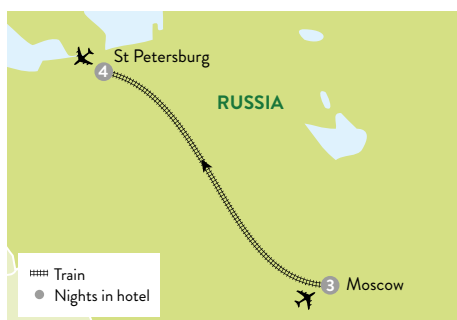 St Petersburg
4
RUSSIA
3
Moscow
Train
Nights in hotel